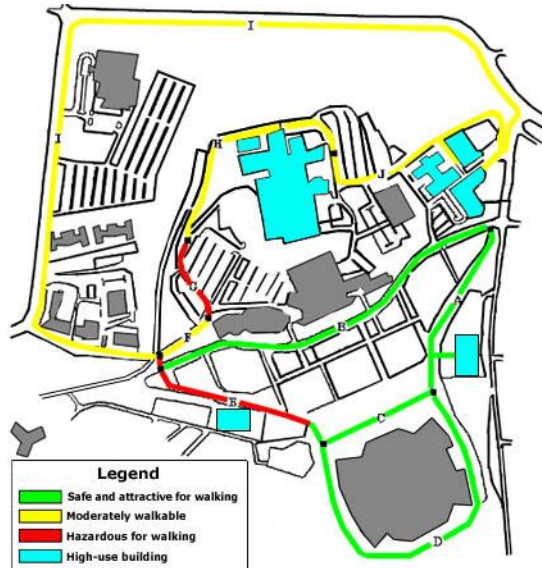 I
I
H
J
G
A
F
B
E
C
D
Legend
Safe and attractive for walking
Moderately walkable
Hazardous for walking
High-use building